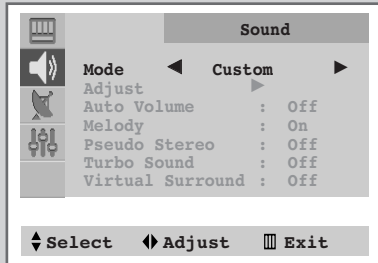 Sound
Mode ◀ Custom ▶
Adjust ▶
Auto Volume : Off
Melody : On
Pseudo Stereo : Off
Turbo Sound : Off
Virtual Surround : Off
Select Adjust Exit